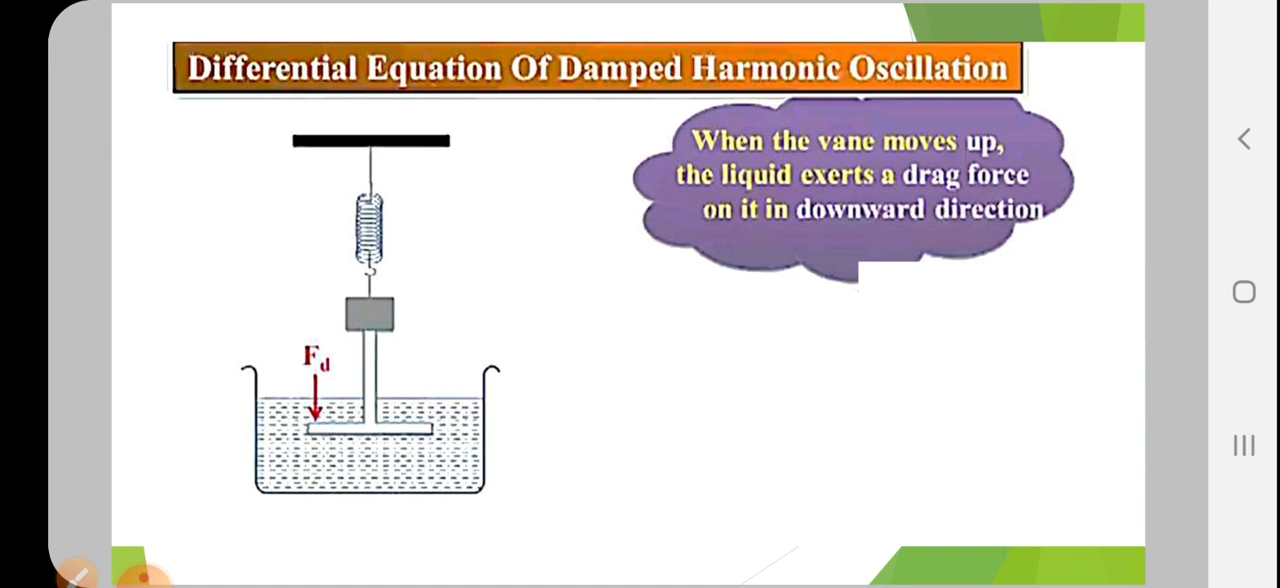 Differential Equation Of Damped Harmonic Oscillation
When the vane moves up,
the liquid exerts a drag force
on it in downward direction
Fd